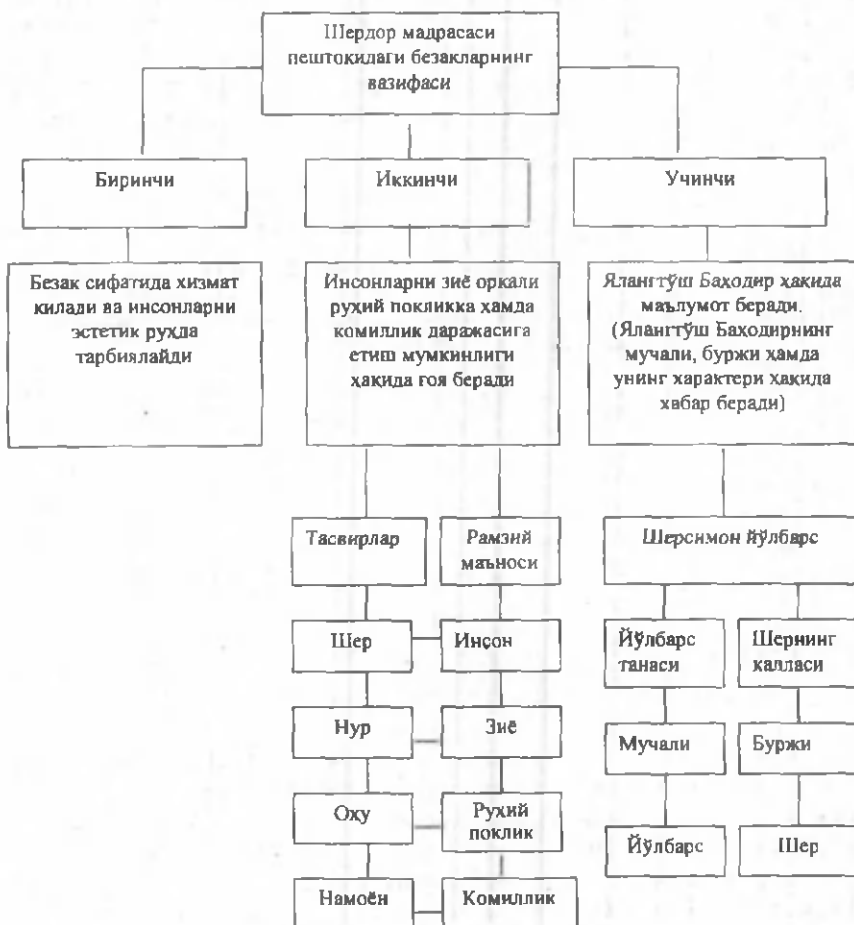 Шердор мадрасаси
пештокидаги безакларнинг
вазифаси
Биринчи
Иккинчи
Учинчи
Безак сифатида хизмат
килади ва инсонларни
эстетик руҳда
тарбиялайди
Инсонларни зиё оркали
руҳий покликка ҳамда
комиллик даражасига
етиш мумкинлиги
ҳақида ғоя беради
Ялангтўш Баҳодир ҳақида
маълумот беради.
(Ялангтўш Баҳодирнинг
мучали, буржи ҳамда
унинг характери ҳақида
хабар беради)
Тасвирлар
Рамзий
маъноси
Шер
Инсон
Нур
Зиё
Оху
Руҳий
поклик
Намоён
Комиллик
Шерсимон йўлбарс
Йўлбарс
танаси
Шернинг
калласи
Мучали
Буржи
Йўлбарс
Шер